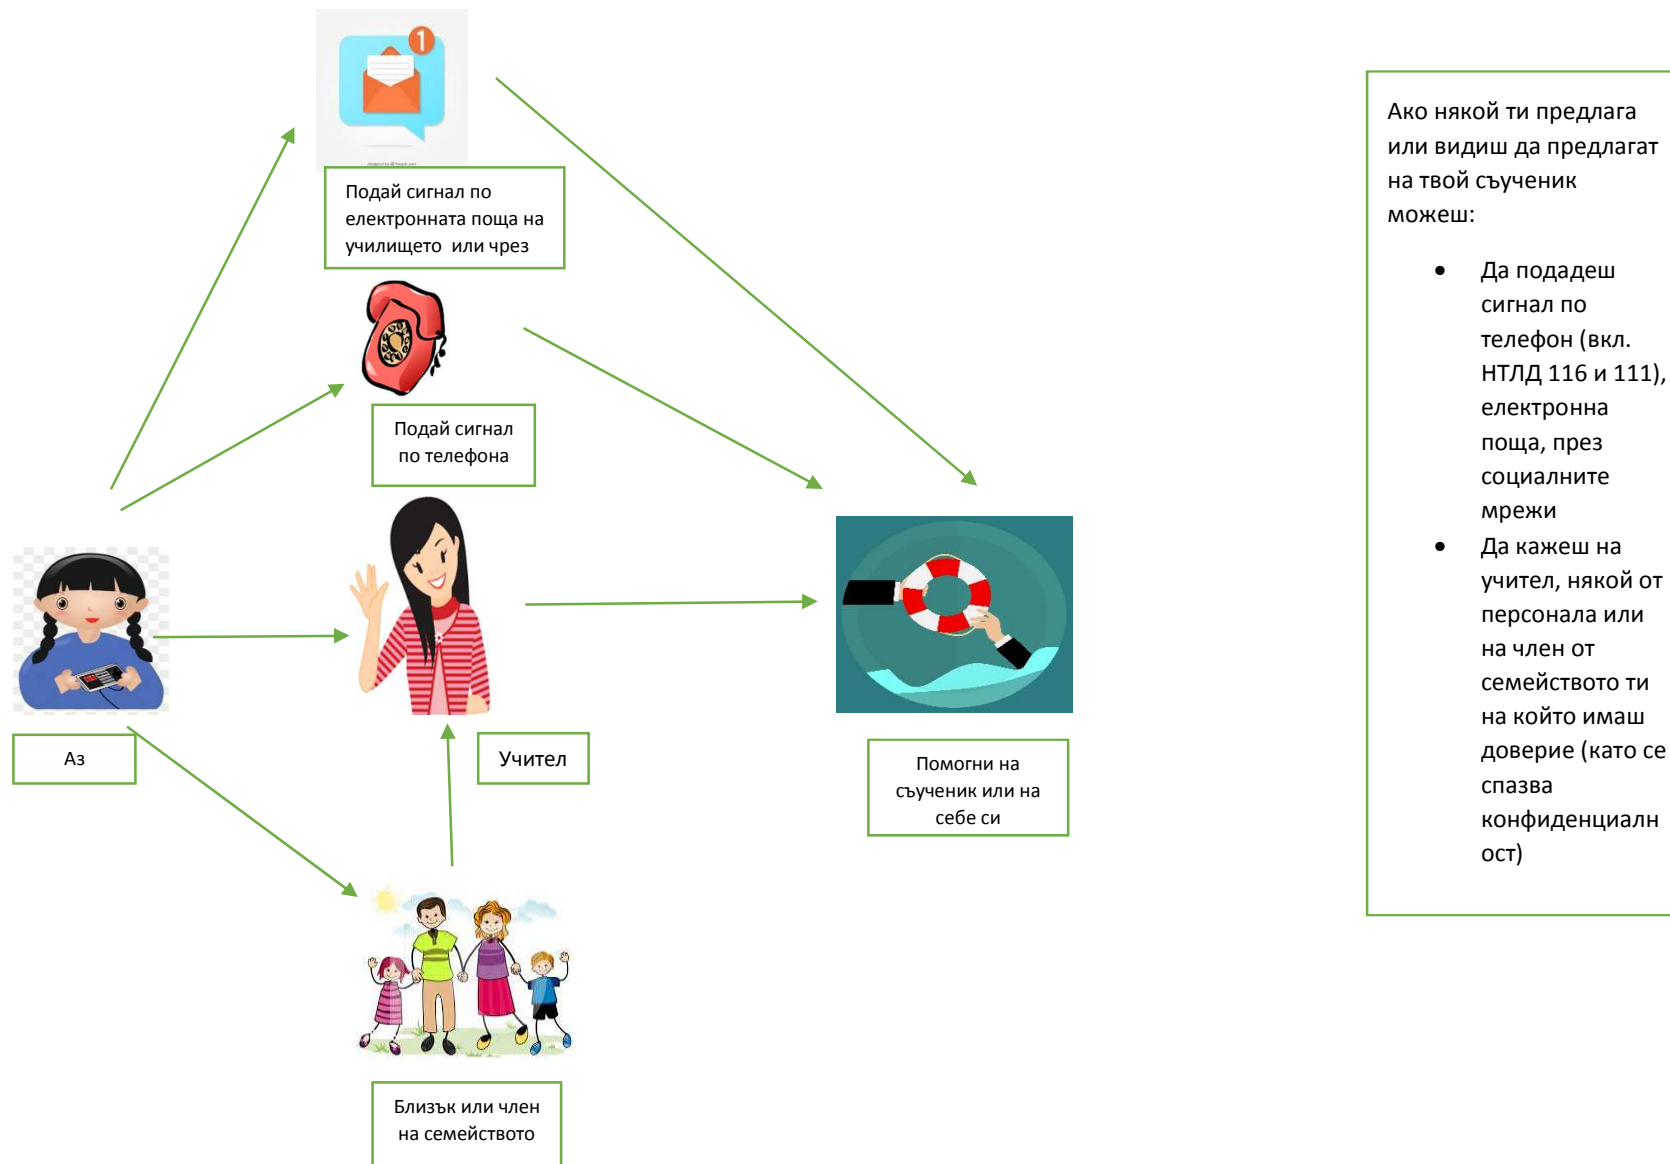 1
Подай сигнал по
електронната поща на
училището или чрез
Подай сигнал
по телефона
Аз
Учител
Помогни на
съученик или на
себе си
Близък или член
на семейството
Ако някой ти предлага
или видиш да предлагат
на твой съученик
можеш:
• Да подадеш
сигнал по
телефон (вкл.
НТЛД 116 и 111),
електронна
поща, през
социалните
мрежи
• Да кажеш на
учител, някой от
персонала или
на член от
семейството ти
на който имаш
доверие (като се
спазва
конфиденциалн
ост)